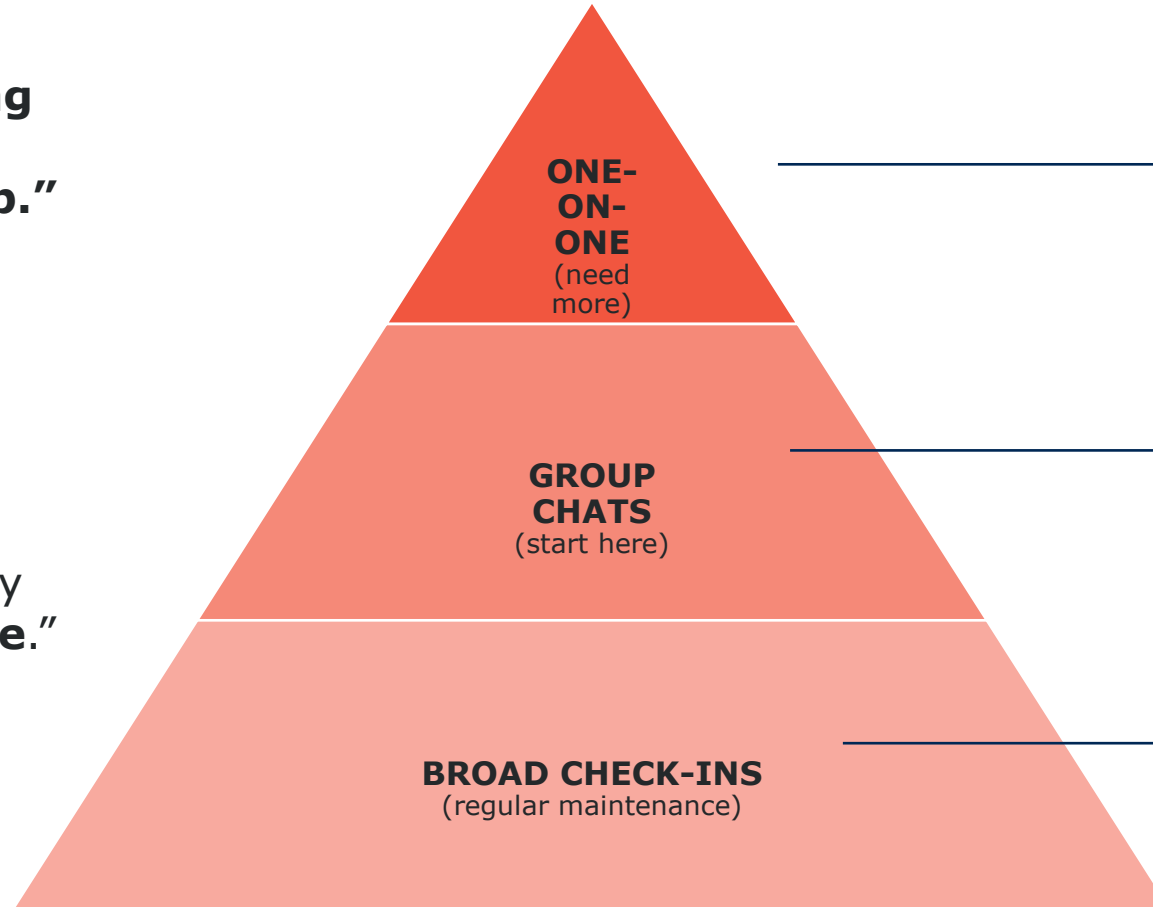 ONE-
ON-
ONE
(need
more)
GROUP
CHATS
(start here)
BROAD CHECK-INS
(regular maintenance)